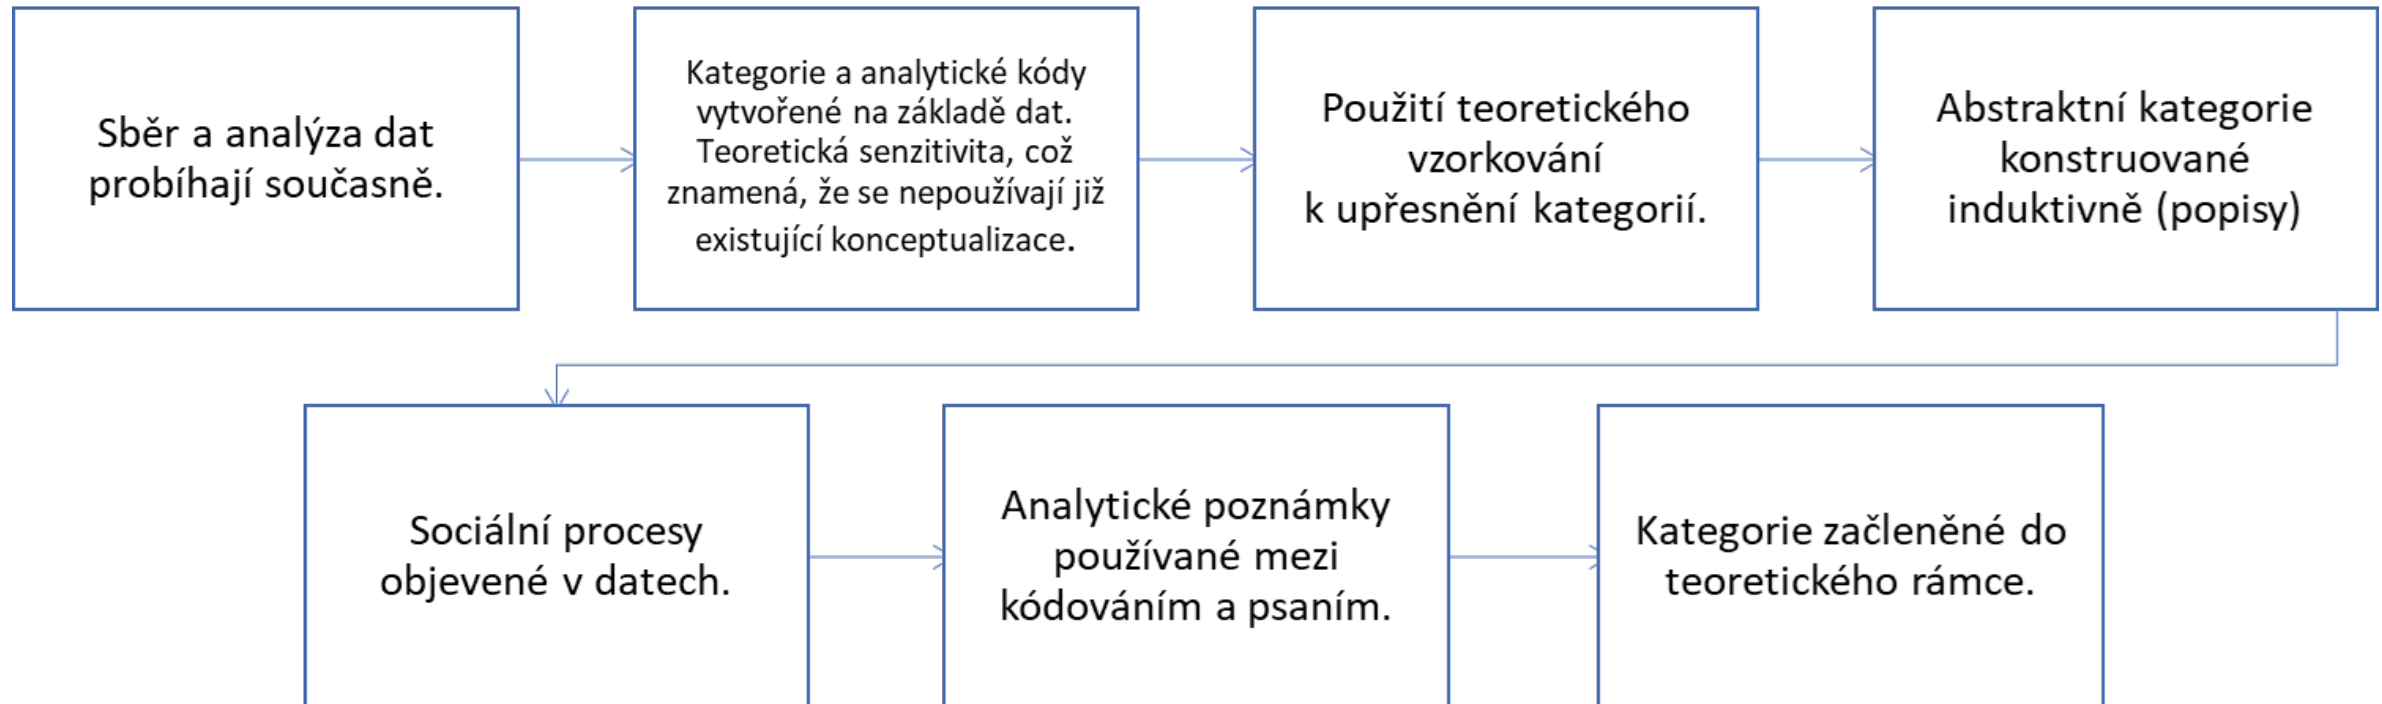 Sběr a analýza dat
probíhají současně.
Kategorie a analytické kódy
vytvořené na základě dat.
Teoretická senzitivita, což
znamená, že se nepoužívají již
existující konceptualizace.
Použití teoretického
vzorkování
k upřesnění kategorií.
Abstraktní kategorie
konstruované
induktivně (popisy)
Sociální procesy
objevené v datech.
Analytické poznámky
používané mezi
kódováním a psaním.
Kategorie začleněné do
teoretického rámce.